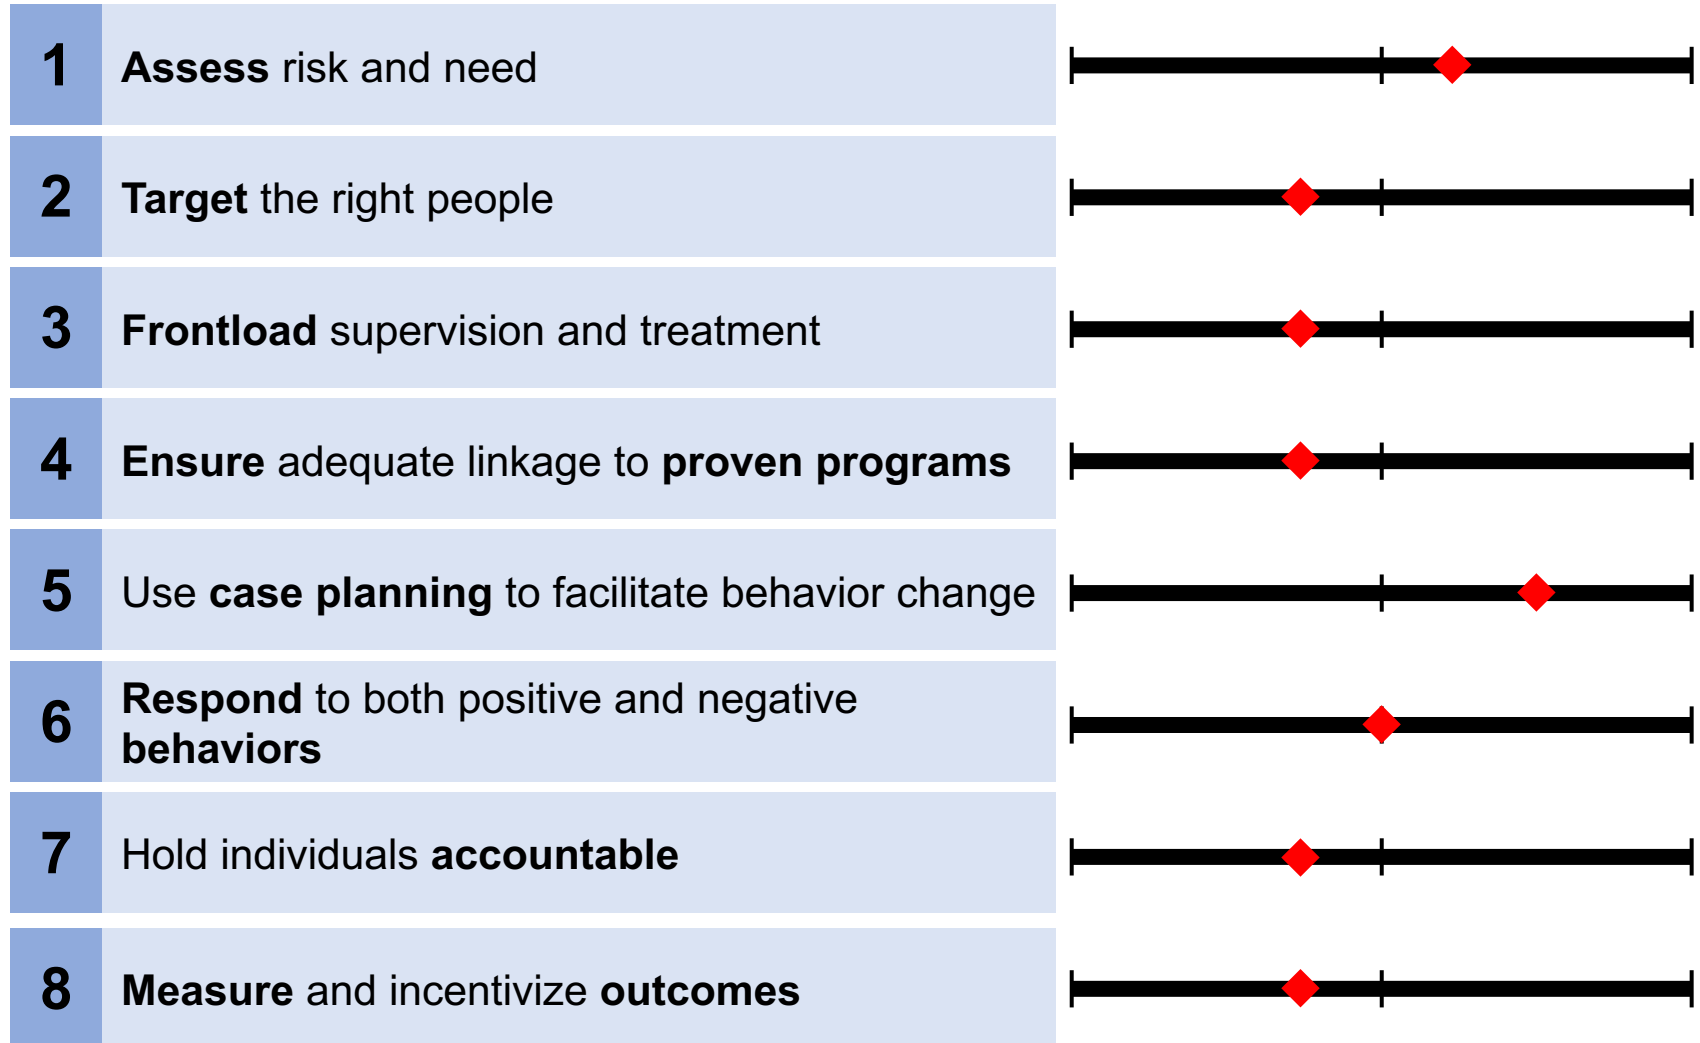 1
Assess risk and need
2
Target the right people
3
Frontload supervision and treatment
4
Ensure adequate linkage to proven programs
5
Use case planning to facilitate behavior change
6
Respond to both positive and negative
behaviors
7
Hold individuals accountable
8
Measure and incentivize outcomes